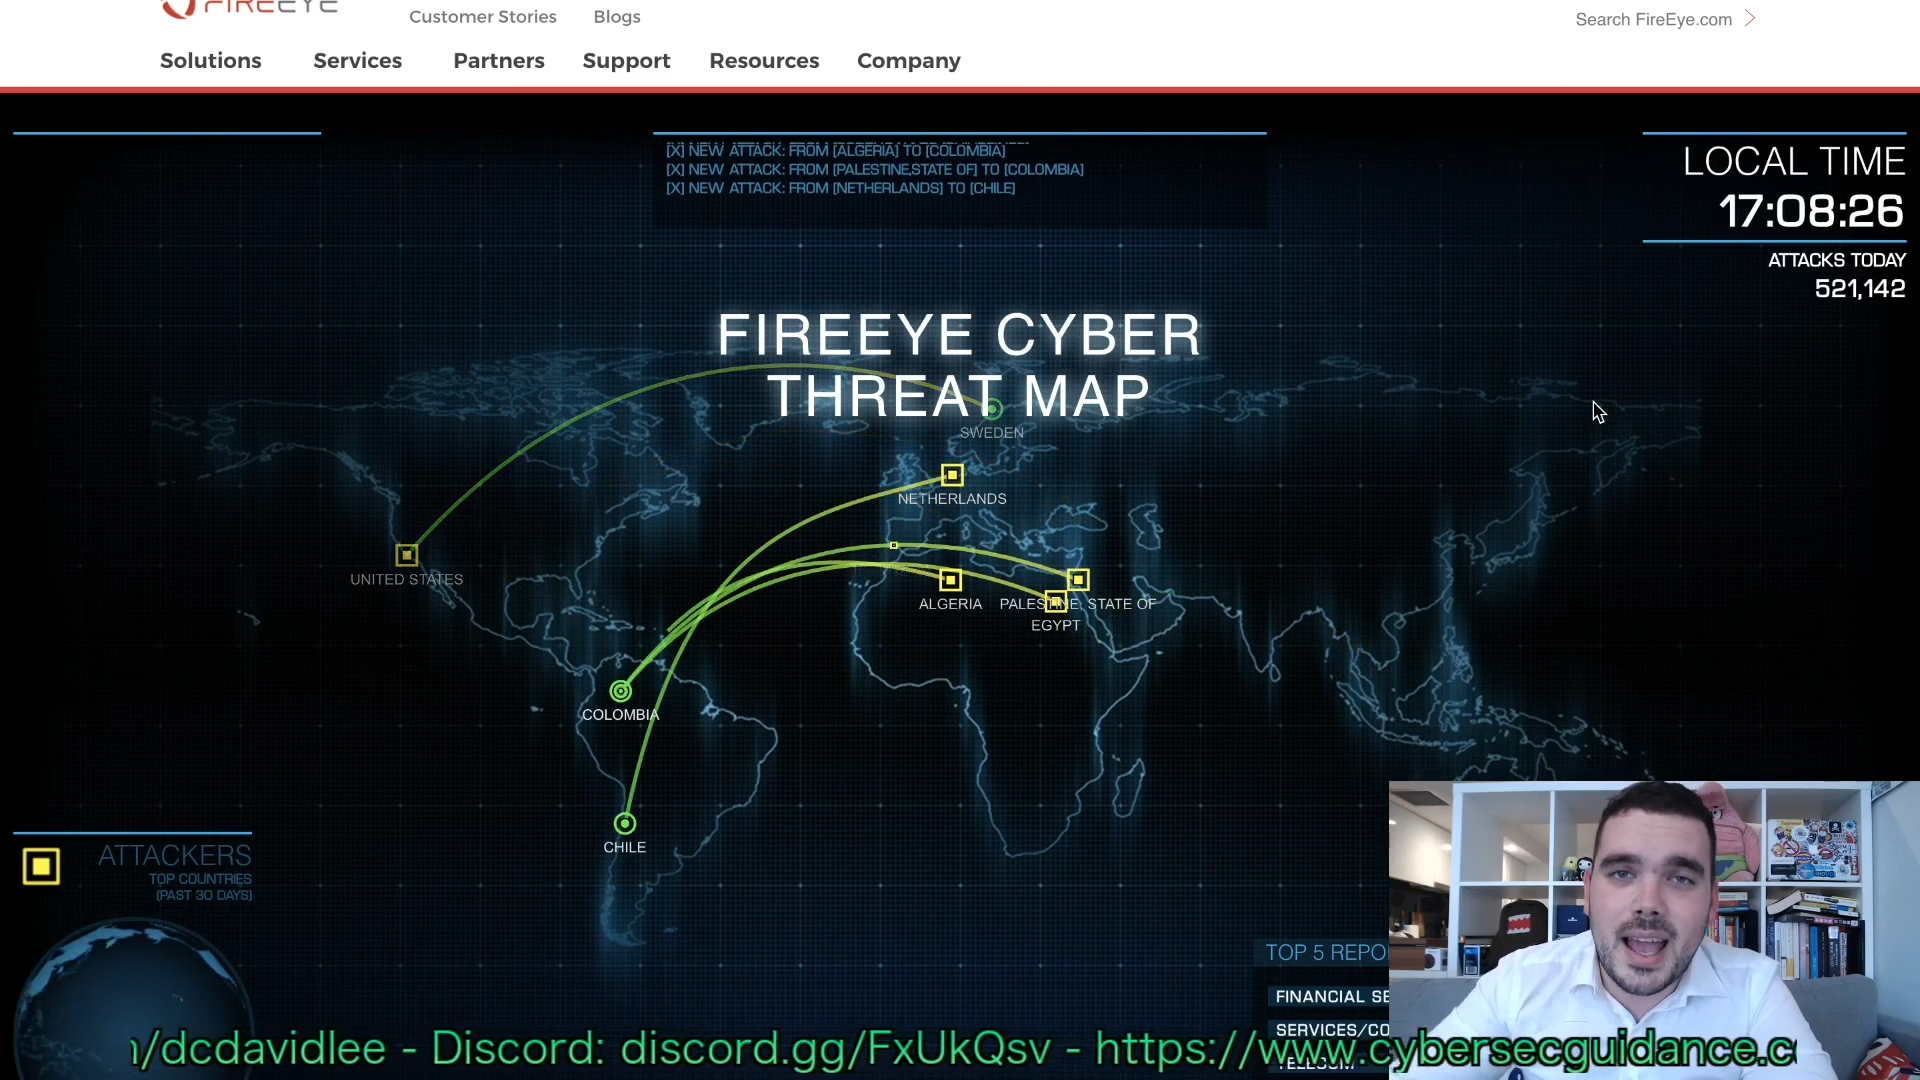 FIREEYE
Customer Stories
Blogs
Search FireEye.com
Solutions
Services
Partners
Support
Resources
Company
[X] NEW ATTACK: FROM [ALGERIA] TO [COLOMBIA]
[X] NEW ATTACK: FROM [PALESTINE,STATE OF] TO [COLOMBIA]
[X] NEW ATTACK: FROM [NETHERLANDS] TO [CHILE]
LOCAL TIME
17:08:26
ATTACKS TODAY
521,142
FIREEYE CYBER
THREAT MAP
SWEDEN
NETHERLANDS
UNITED STATES
ALGERIA
PALESTINE, STATE OF
EGYPT
COLOMBIA
CHILE
ATTACKERS
TOP COUNTRIES
(PAST 30 DAYS)
TOP 5 REPO
FINANCIAL SE
SERVICES/CO
TELECOM
/dcdavidlee - Discord: discord.gg/FxUkQsv - https://www.cybersecguidance.c